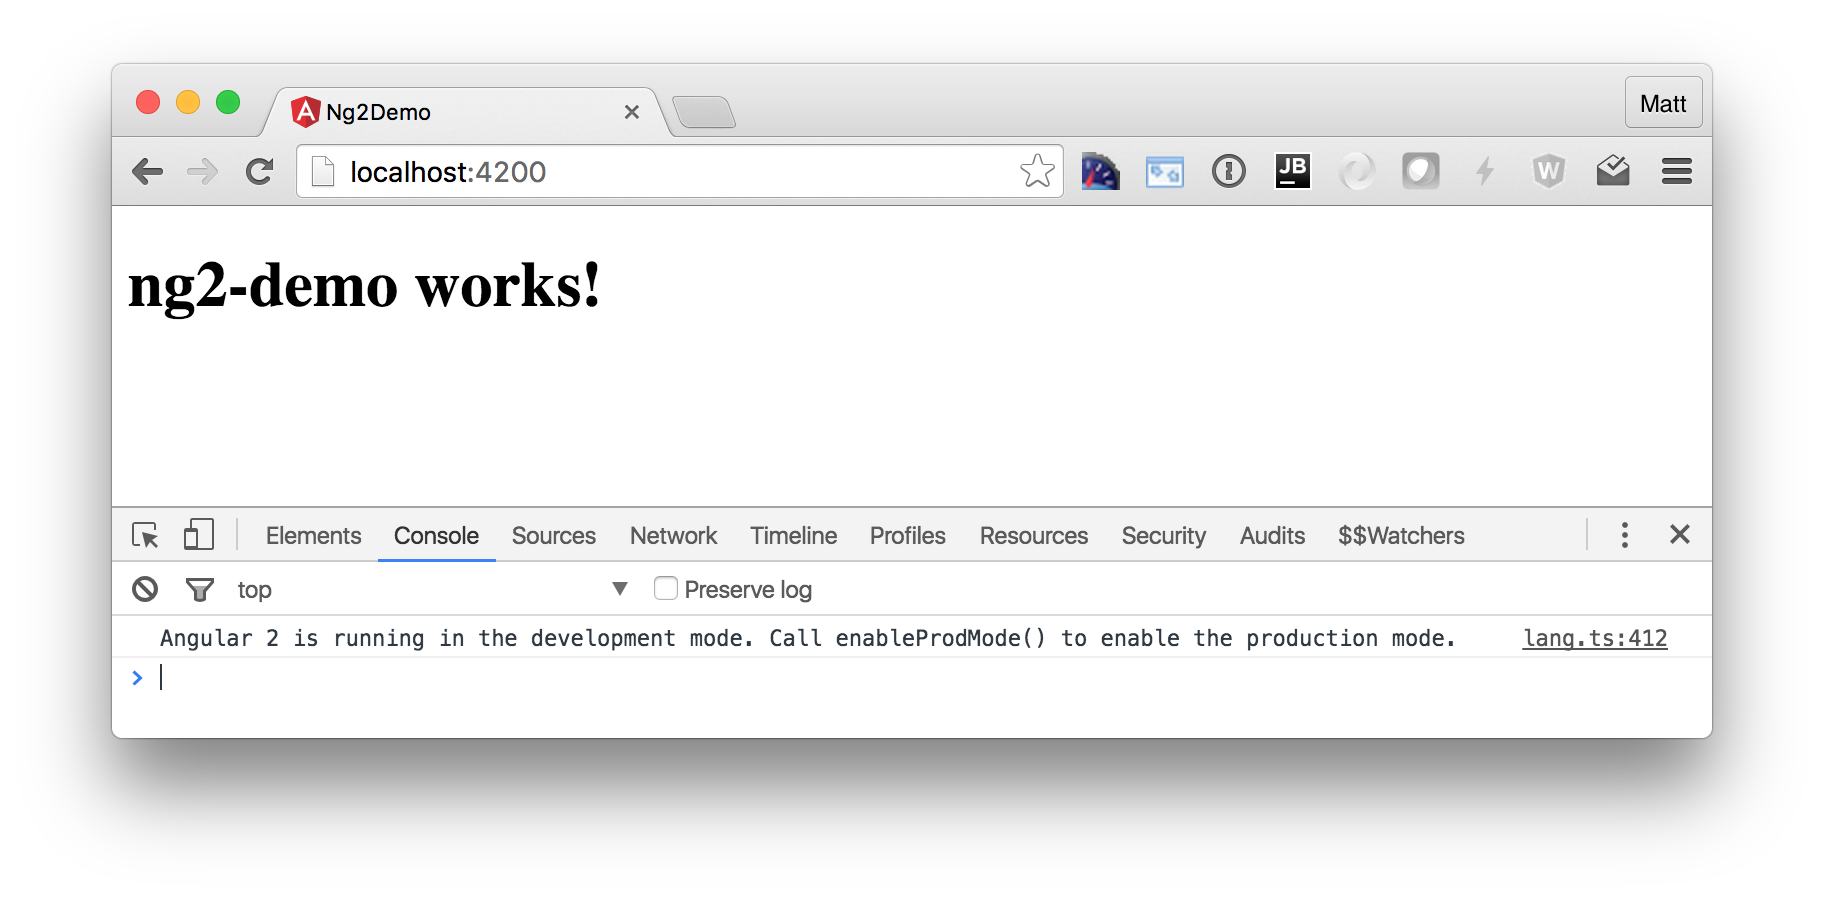 Ng2Demo
Matt
localhost:4200
JB
W
ng2-demo works!
Elements Console Sources Network Timeline Profiles Resources Security Audits $$Watchers
top Preserve log
Angular 2 is running in the development mode. Call enableProdMode() to enable the production mode. lang.ts:412